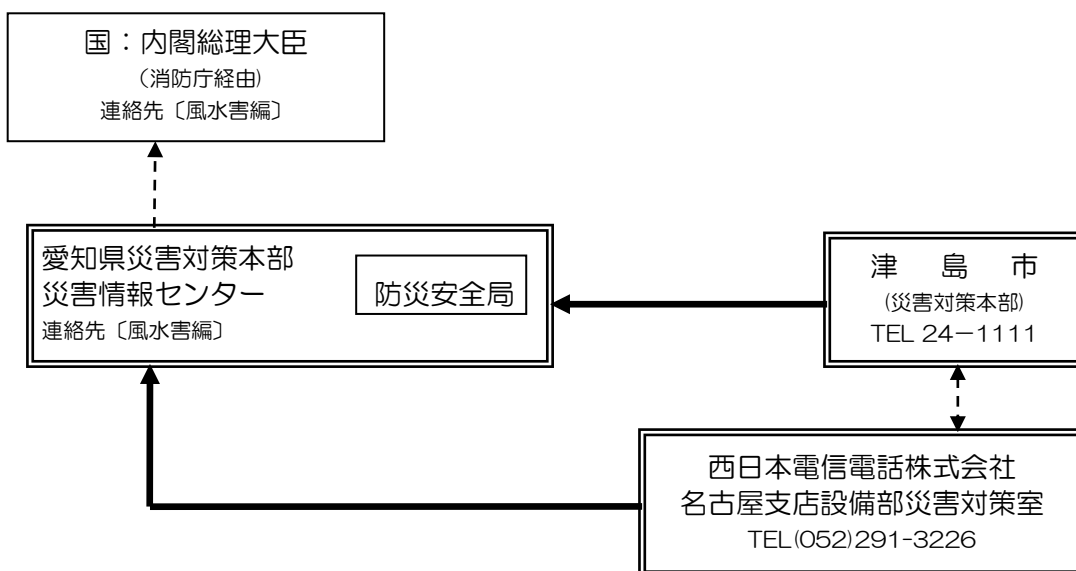 国：内閣総理大臣
（消防庁経由）
連絡先〔風水害編〕
愛知県災害対策本部
災害情報センター
連絡先〔風水害編〕
防災安全局
津　島　市
(災害対策本部)
TEL 24－1111
西日本電信電話株式会社
名古屋支店設備部災害対策室
TEL(052)291-3226